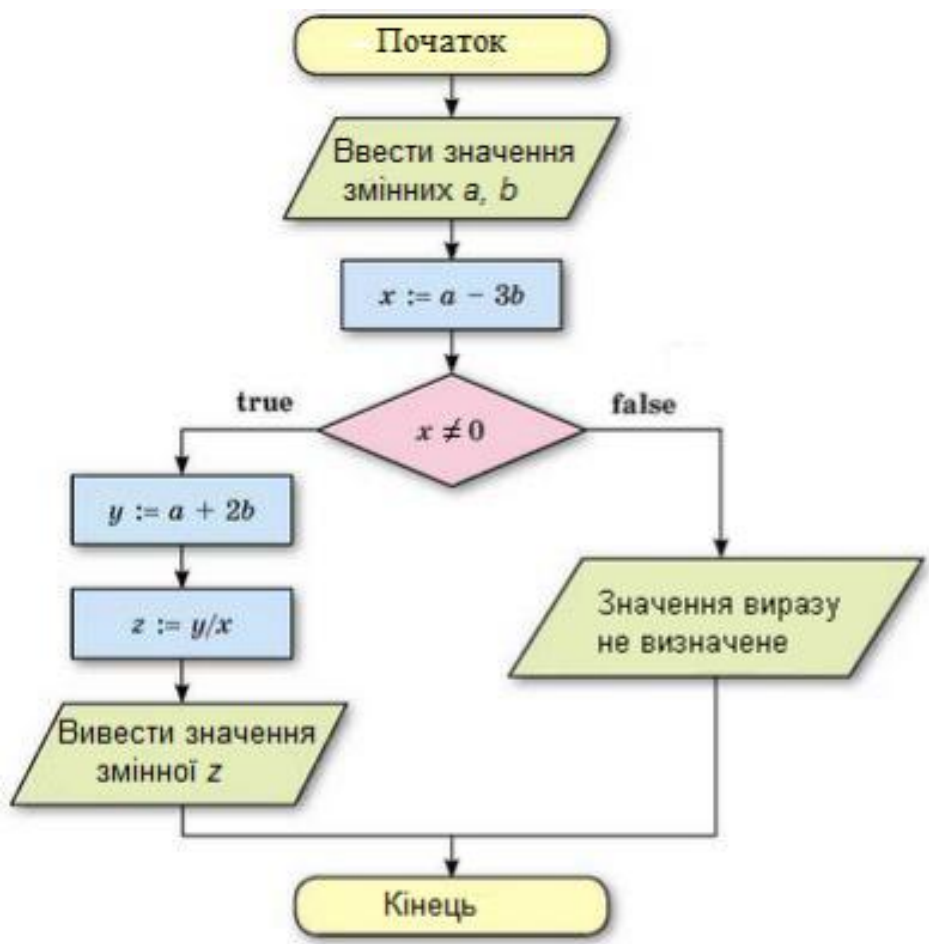 Початок
Ввести значення
змінних a, b
x := a − 3b
true
false
x ≠ 0
y := a + 2b
z := y/x
Значення виразу
не визначене
Вивести значення
змінної z
Кінець